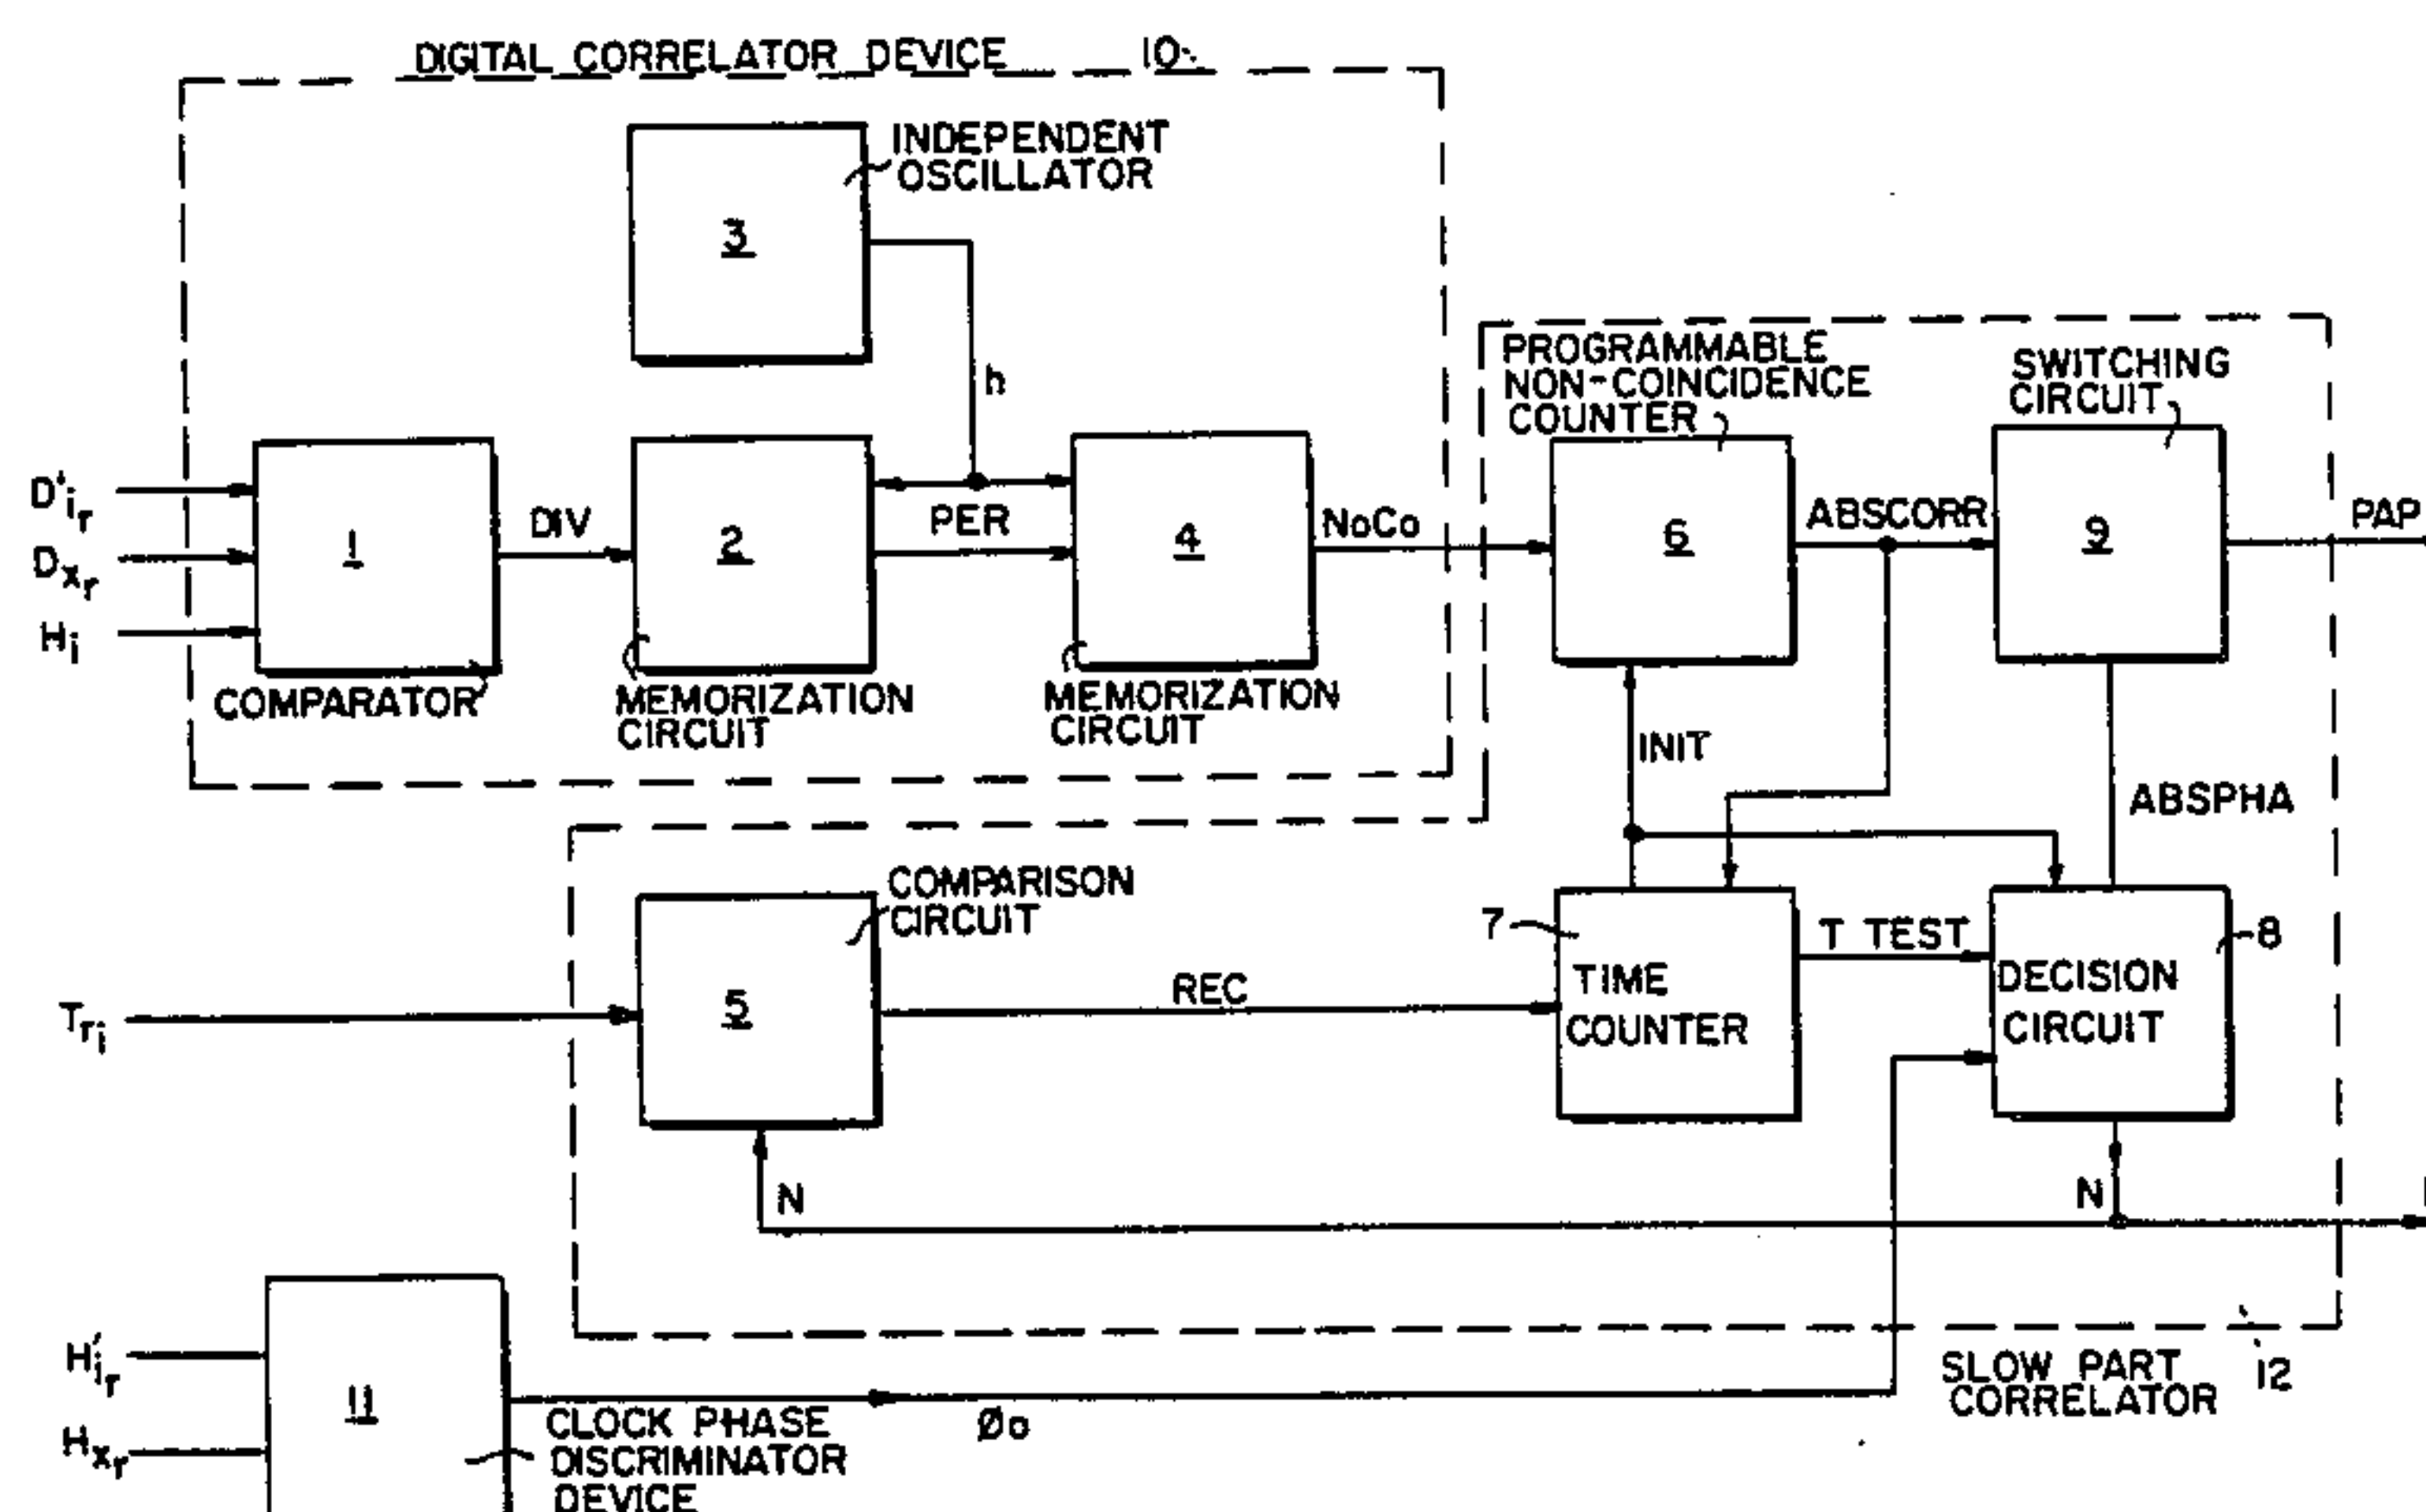 DIGITAL CORRELATOR DEVICE 10
INDEPENDENT
OSCILLATOR
3
h
PROGRAMMABLE
NON-COINCIDENCE
COUNTER
SWITCHING
CIRCUIT
D'ir
Dxr
Hi
1
DIV
2
PER
4
NoCo
6
ABSCORR
9
PAP
COMPARATOR
MEMORIZATION
CIRCUIT
MEMORIZATION
CIRCUIT
INIT
ABSPHA
COMPARISON
CIRCUIT
Tri
5
REC
7
TIME
COUNTER
T TEST
8
DECISION
CIRCUIT
N
N
H'ir
Hxr
11
CLOCK PHASE
DISCRIMINATOR
DEVICE
Øo
SLOW PART
CORRELATOR
12